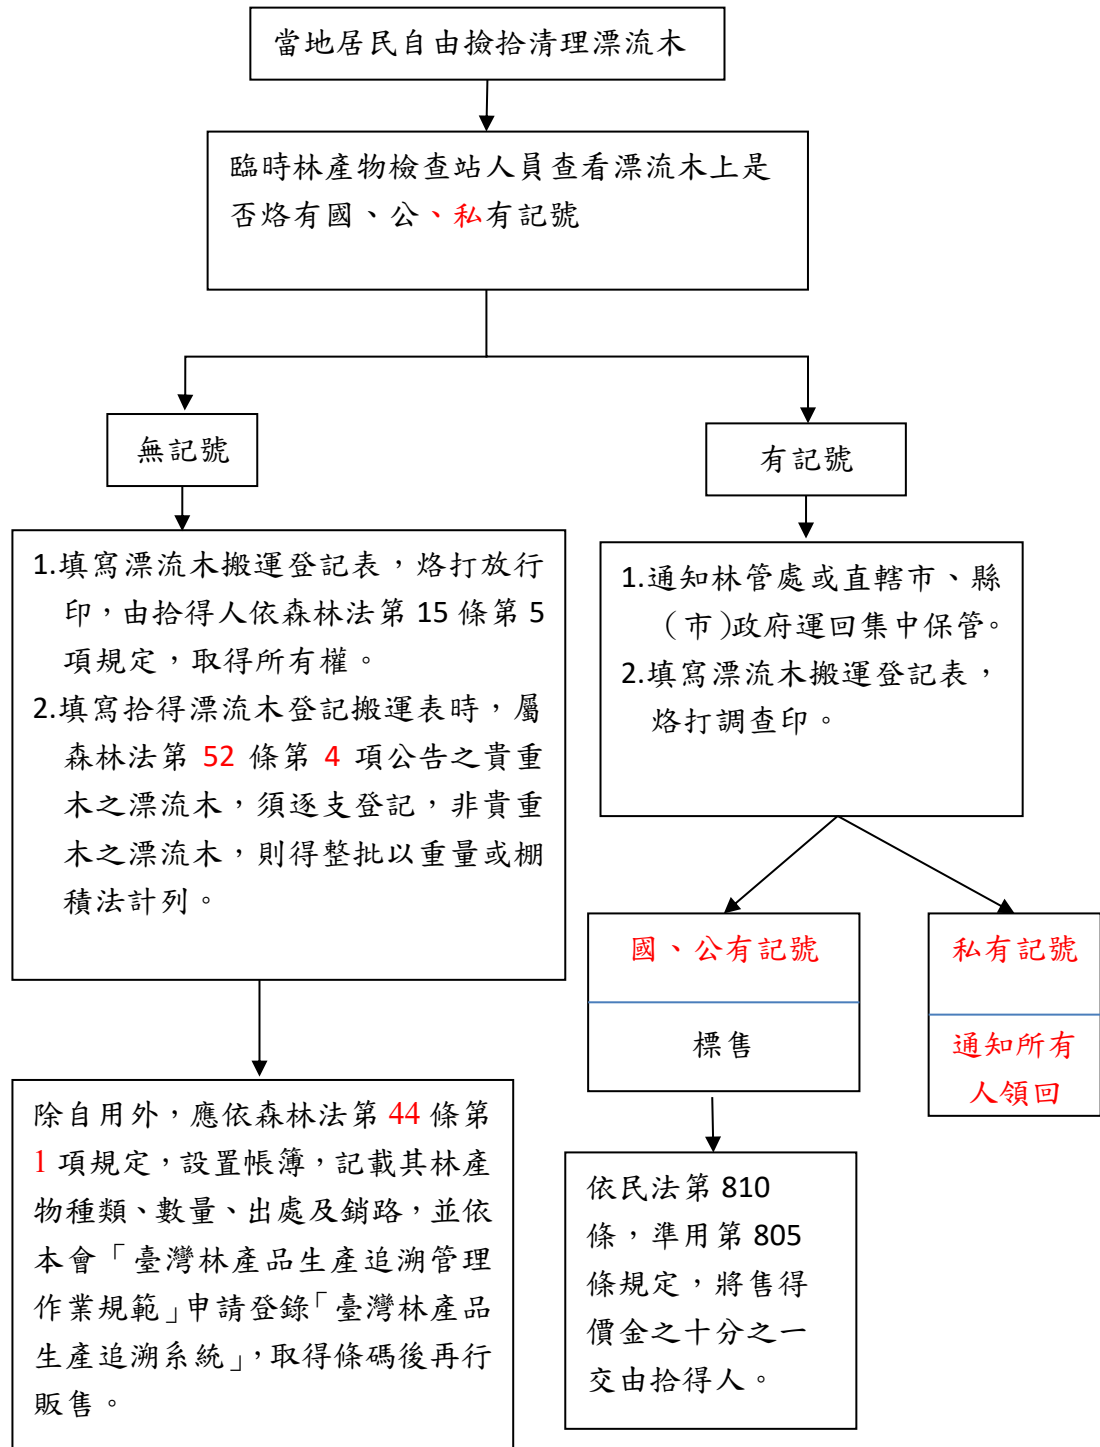 當地居民自由撿拾清理漂流木
臨時林產物檢查站人員查看漂流木上是
否烙有國、公、私有記號
無記號
有記號
1.填寫漂流木搬運登記表，烙打放行
印，由拾得人依森林法第 15 條第 5
項規定，取得所有權。
2.填寫拾得漂流木登記搬運表時，屬
森林法第 52 條第 4 項公告之貴重
木之漂流木，須逐支登記，非貴重
木之漂流木，則得整批以重量或棚
積法計列。
1.通知林管處或直轄市、縣
（市）政府運回集中保管。
2.填寫漂流木搬運登記表，
烙打調查印。
國、公有記號
標售
私有記號
通知所有
人領回
除自用外，應依森林法第 44 條第
1 項規定，設置帳簿，記載其林產
物種類、數量、出處及銷路，並依
本會「臺灣林產品生產追溯管理
作業規範」申請登錄「臺灣林產品
生產追溯系統」，取得條碼後再行
販售。
依民法第 810
條，準用第 805
條規定，將售得
價金之十分之一
交由拾得人。